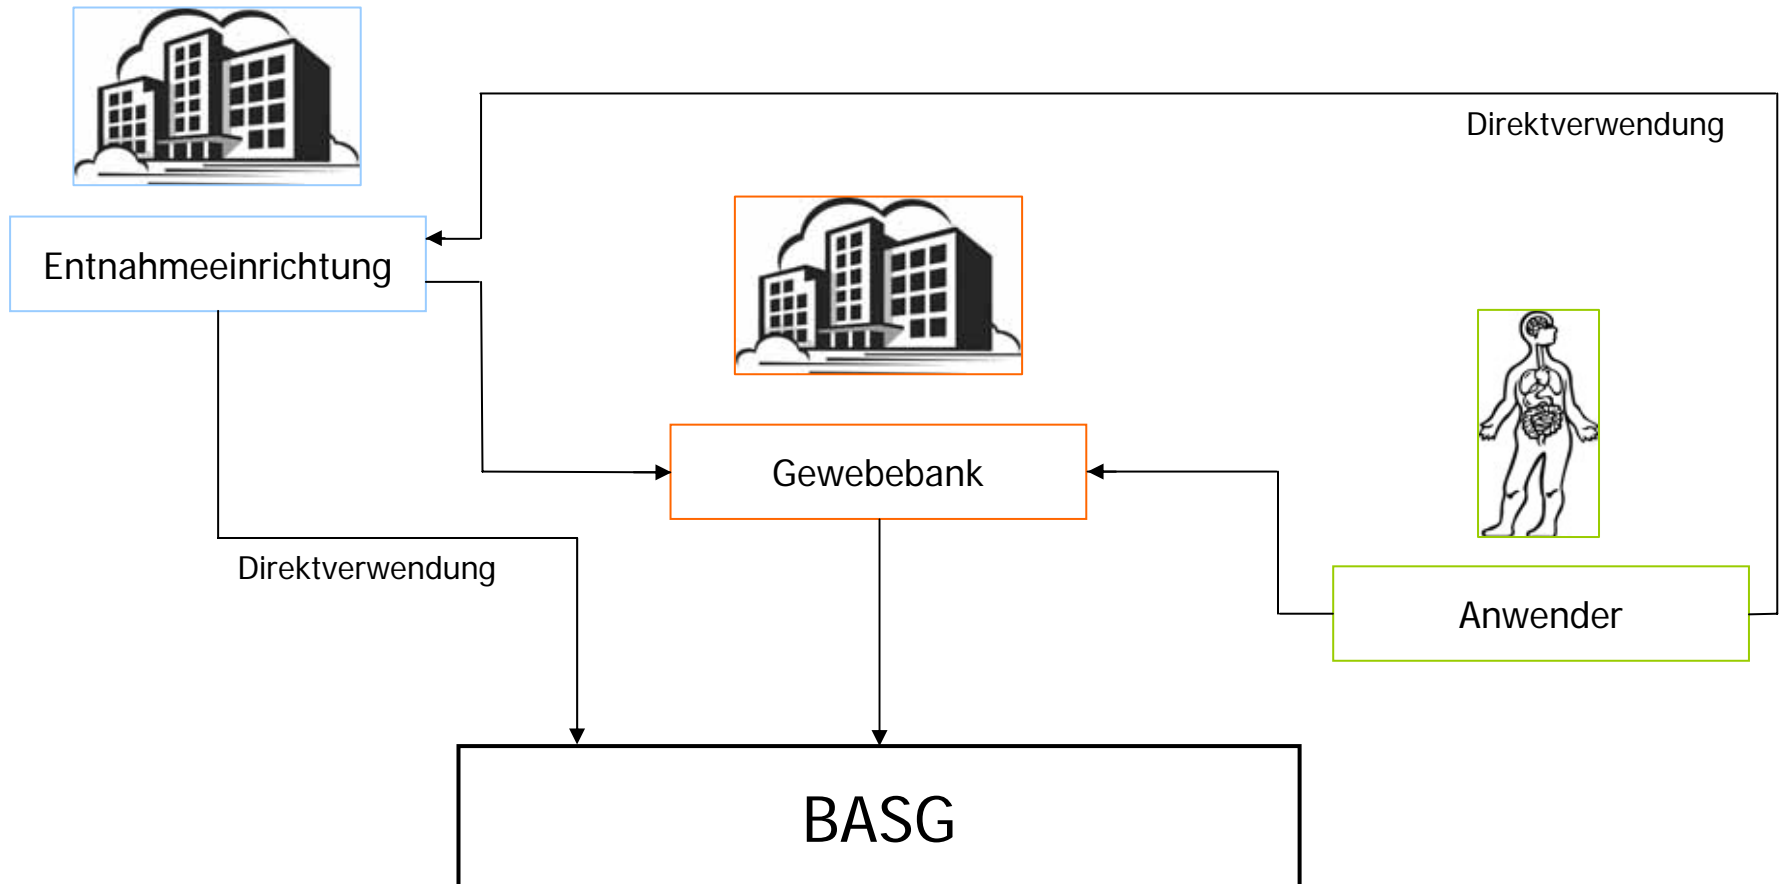 Direktverwendung
Entnahmeeinrichtung
Gewebebank
Direktverwendung
Anwender
BASG